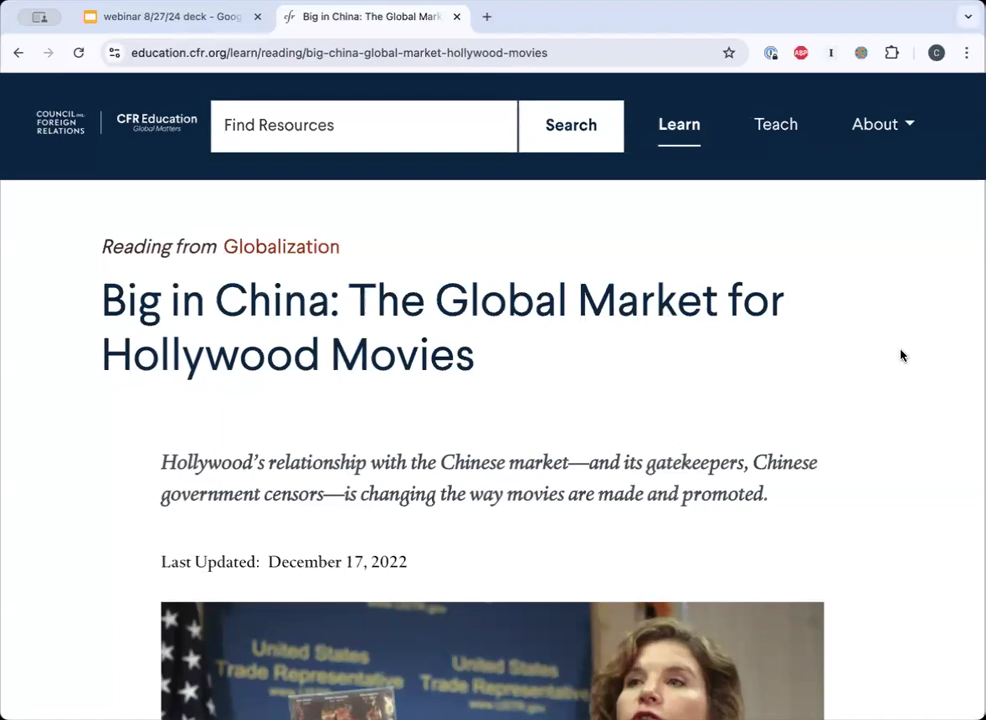 webinar 8/27/24 deck - Goog
cfr
Big in China: The Global Mark
education.cfr.org/learn/reading/big-china-global-market-hollywood-movies
ABP
I
C
COUNCIL on
FOREIGN
RELATIONS
CFR Education
Global Matters
Find Resources
Search
Learn
Teach
About
Reading from Globalization
Big in China: The Global Market for
Hollywood Movies
Hollywood’s relationship with the Chinese market—and its gatekeepers, Chinese
government censors—is changing the way movies are made and promoted.
Last Updated: December 17, 2022
United States
Trade Representative
United States
Trade Representative